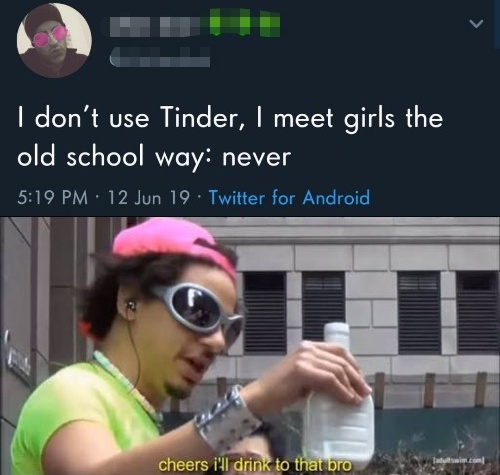 I don't use Tinder, I meet girls the
old school way: never
5:19 PM · 12 Jun 19 · Twitter for Android
cheers i'll drink to that bro
[adultswim.com]